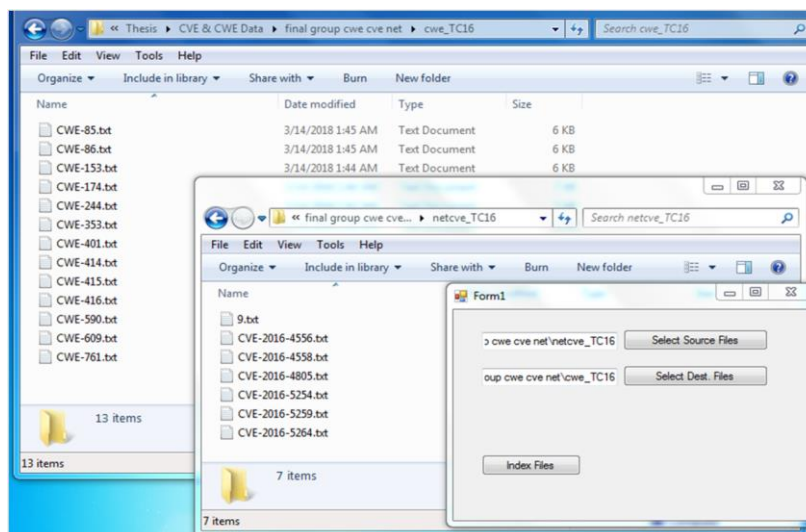 « Thesis ▸ CVE & CWE Data ▸ final group cwe cve net ▸ cwe_TC16
Search cwe_TC16
File Edit View Tools Help
Organize ▾ Include in library ▾ Share with ▾ Burn New folder
Name Date modified Type Size
CWE-85.txt 3/14/2018 1:45 AM Text Document 6 KB
CWE-86.txt 3/14/2018 1:45 AM Text Document 6 KB
CWE-153.txt 3/14/2018 1:44 AM Text Document 6 KB
CWE-174.txt
CWE-244.txt
CWE-353.txt
CWE-401.txt
CWE-414.txt
CWE-415.txt
CWE-416.txt
CWE-590.txt
CWE-609.txt
CWE-761.txt
13 items
13 items
« final group cwe cve... ▸ netcve_TC16
Search netcve_TC16
File Edit View Tools Help
Organize ▾ Include in library ▾ Share with ▾ Burn New folder
Name
9.txt
CVE-2016-4556.txt
CVE-2016-4558.txt
CVE-2016-4805.txt
CVE-2016-5254.txt
CVE-2016-5259.txt
CVE-2016-5264.txt
7 items
7 items
Form1
cwe cve net\netcve_TC16 Select Source Files
oup cwe cve net\cwe_TC16 Select Dest. Files
Index Files